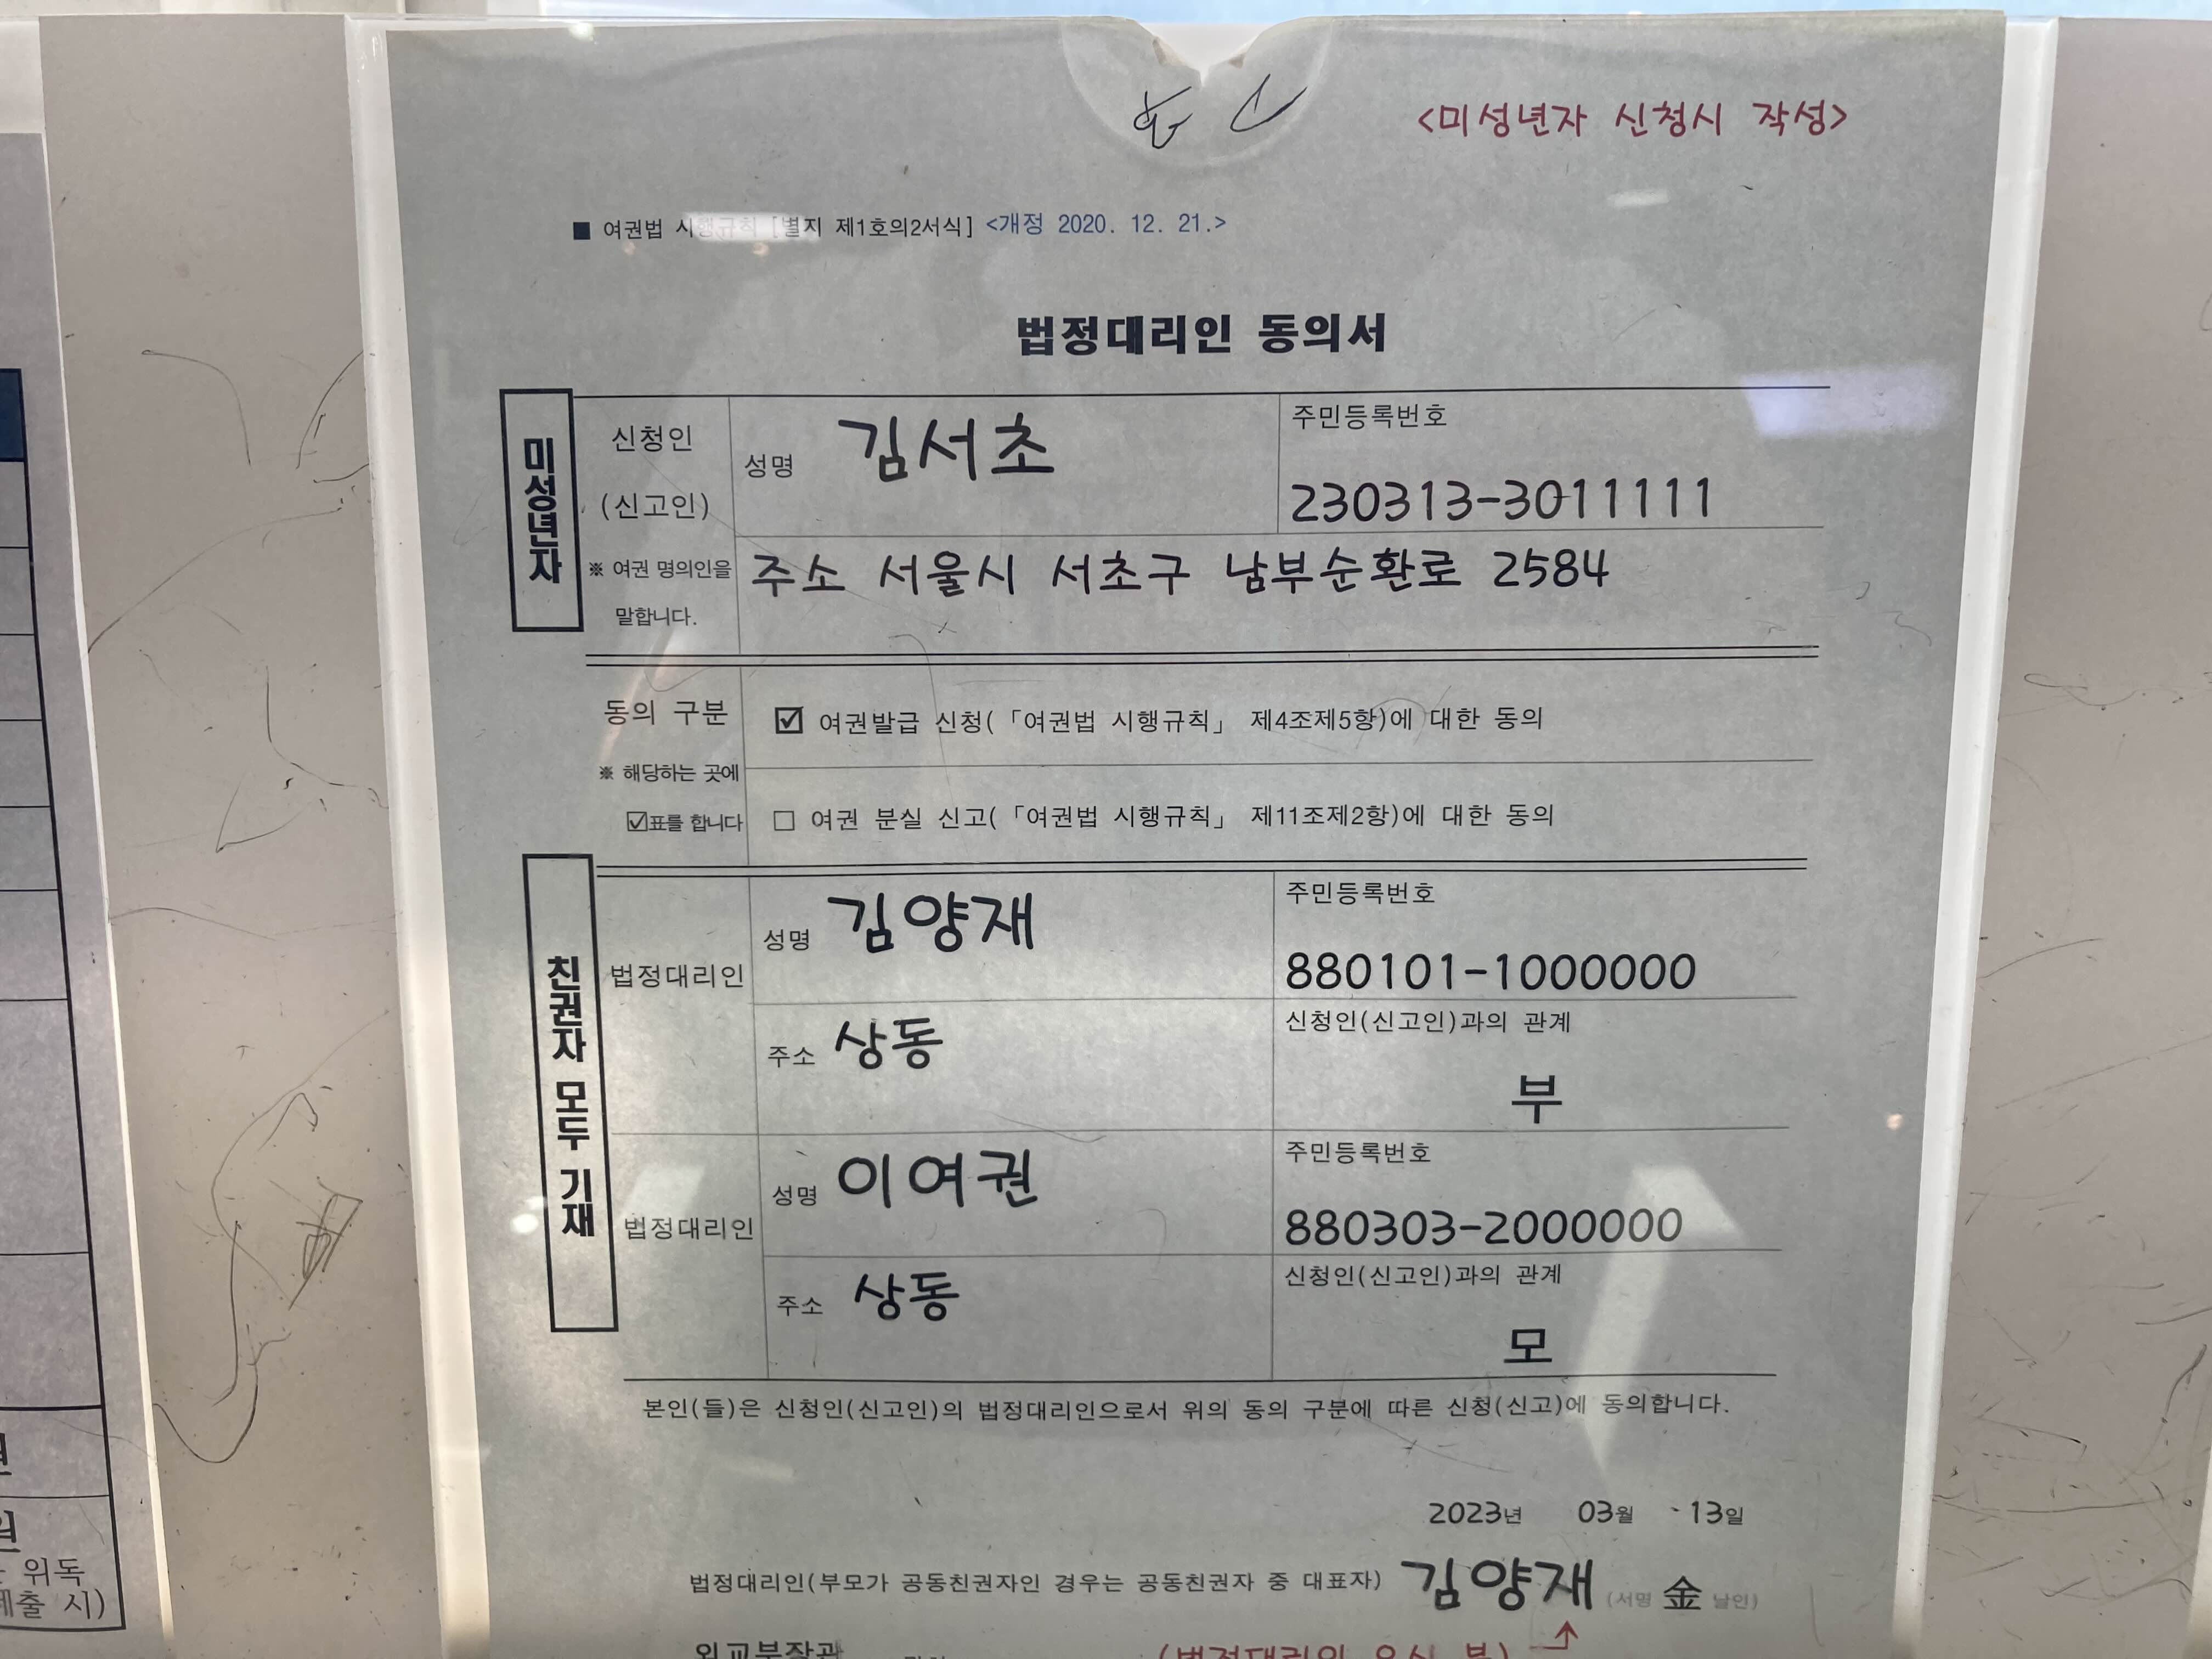 <미성년자 신청시 작성>
■ 여권법 시행규칙 [별지 제1호의2서식] <개정 2020. 12. 21.>
법정대리인 동의서
미성년자
신청인
(신고인)
※ 여권 명의인을
말합니다.
성명 김서초
주민등록번호
230313-3011111
주소 서울시 서초구 남부순환로 2584
동의 구분
※ 해당하는 곳에
☑표를 합니다
☑ 여권발급 신청(「여권법 시행규칙」 제4조제5항)에 대한 동의
□ 여권 분실 신고(「여권법 시행규칙」 제11조제2항)에 대한 동의
친권자 모두 기재
법정대리인
성명 김양재
주민등록번호
880101-1000000
주소 상동
신청인(신고인)과의 관계
부
법정대리인
성명 이여권
주민등록번호
880303-2000000
주소 상동
신청인(신고인)과의 관계
모
본인(들)은 신청인(신고인)의 법정대리인으로서 위의 동의 구분에 따른 신청(신고)에 동의합니다.
2023년 03월 13일
법정대리인(부모가 공동친권자인 경우는 공동친권자 중 대표자) 김양재 (서명 金 날인)
외교부장관
위독
제출 시)